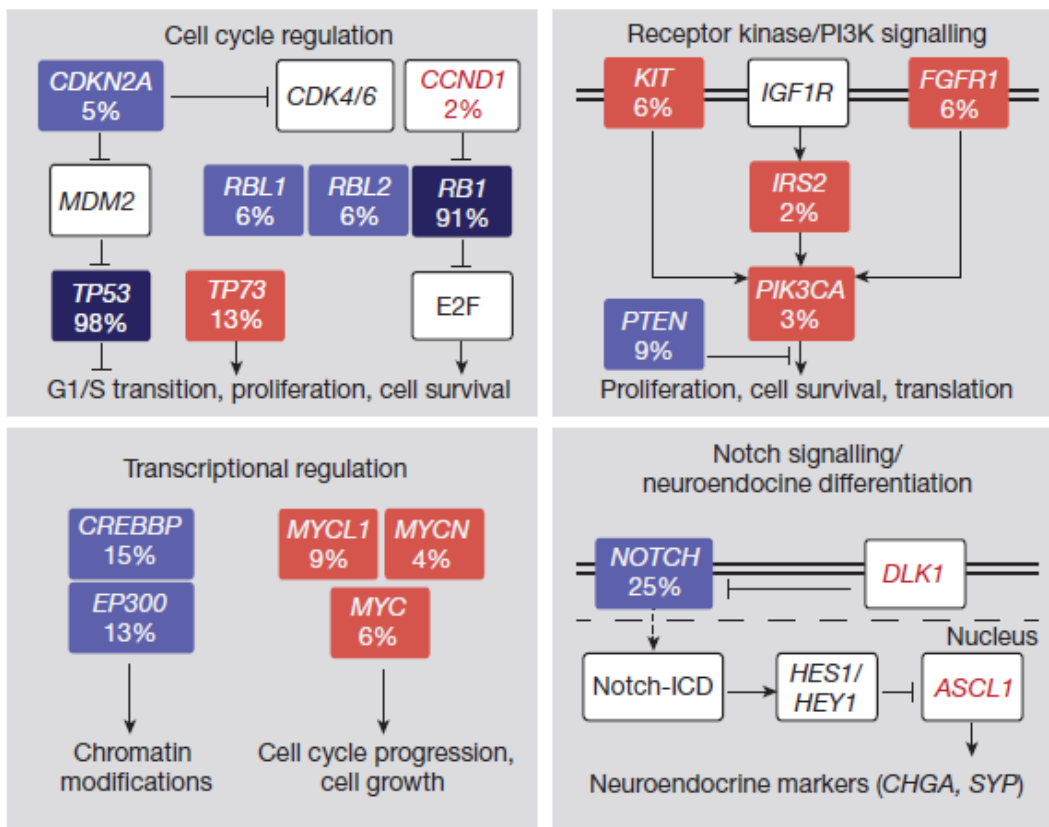 Cell cycle regulation
CDKN2A
5%
CDK4/6
CCND1
2%
MDM2
RBL1
6%
RBL2
6%
RB1
91%
TP53
98%
TP73
13%
E2F
G1/S transition, proliferation, cell survival
Receptor kinase/PI3K signalling
KIT
6%
IGF1R
FGFR1
6%
IRS2
2%
PIK3CA
3%
PTEN
9%
Proliferation, cell survival, translation
Transcriptional regulation
CREBBP
15%
EP300
13%
MYCL1
9%
MYCN
4%
MYC
6%
Chromatin
modifications
Cell cycle progression,
cell growth
Notch signalling/
neuroendocrine differentiation
NOTCH
25%
DLK1
Nucleus
Notch-ICD
HES1/
HEY1
ASCL1
Neuroendocrine markers (CHGA, SYP)